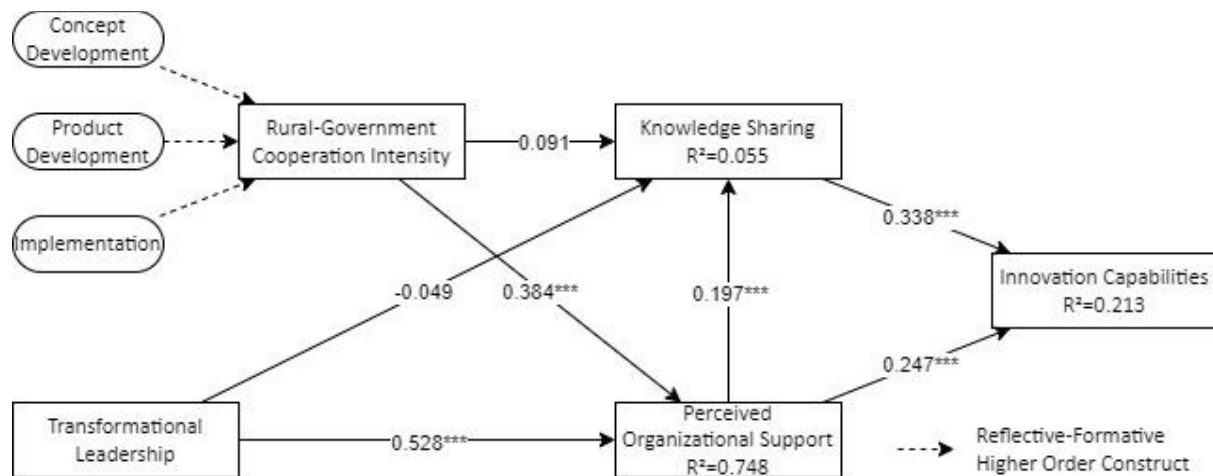 Concept
Development
Product
Development
Implementation
Rural-Government
Cooperation Intensity
0.091
Knowledge Sharing
R²=0.055
0.338***
-0.049
0.384***
0.197***
Innovation Capabilities
R²=0.213
0.247***
Transformational
Leadership
0.528***
Perceived
Organizational Support
R²=0.748
Reflective-Formative
Higher Order Construct